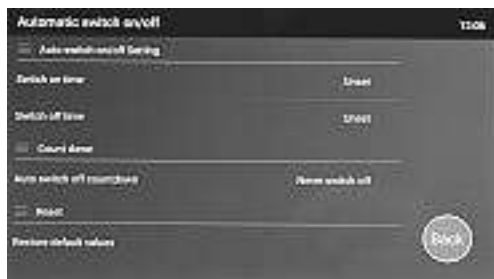 Automatic switch on/off 
Auto switch on/off Setting
Switch on time Unset
Switch off time Unset
Count down
Auto switch off countdown Never switch off
Reset
Restore default values
Back